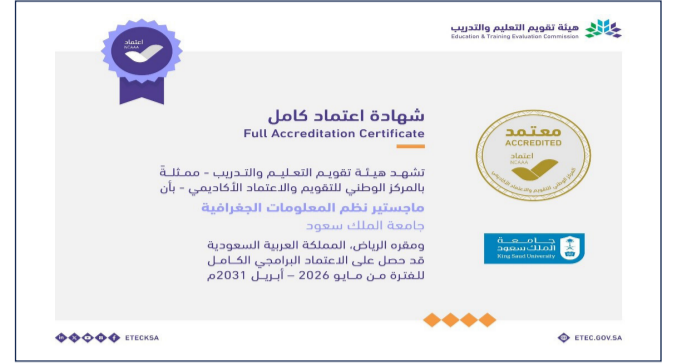 هيئة تقويم التعليم والتدريب
Education & Training Evaluation Commission
اعتماد
NCAAA
شهادة اعتماد كامل
Full Accreditation Certificate
تشهد هيئة تقويم التعليم والتدريب - ممثلةً
بالمركز الوطني للتقويم والاعتماد الأكاديمي - بأن
ماجستير نظم المعلومات الجغرافية
جامعة الملك سعود
ومقره الرياض، المملكة العربية السعودية
قد حصل على الاعتماد البرامجي الكامل
للفترة من مايو 2026 – أبريل 2031م
معتمد
ACCREDITED
اعتماد
NCAAA
جامعة
الملك سعود
King Saud University
ETECKSA
ETEC.GOV.SA